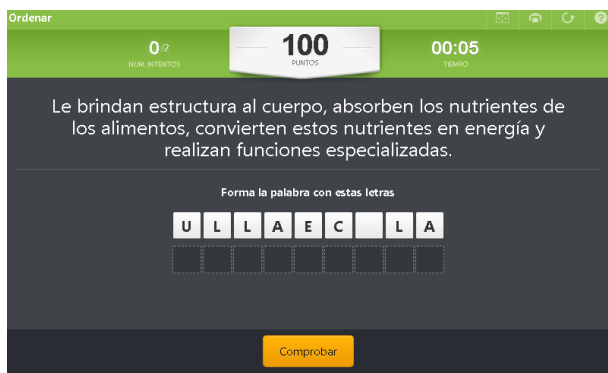 Ordenar
0/2
NUM. INTENTOS
100
PUNTOS
00:05
TIEMPO
Le brindan estructura al cuerpo, absorben los nutrientes de
los alimentos, convierten estos nutrientes en energía y
realizan funciones especializadas.
Forma la palabra con estas letras
U L L A E C L A
Comprobar